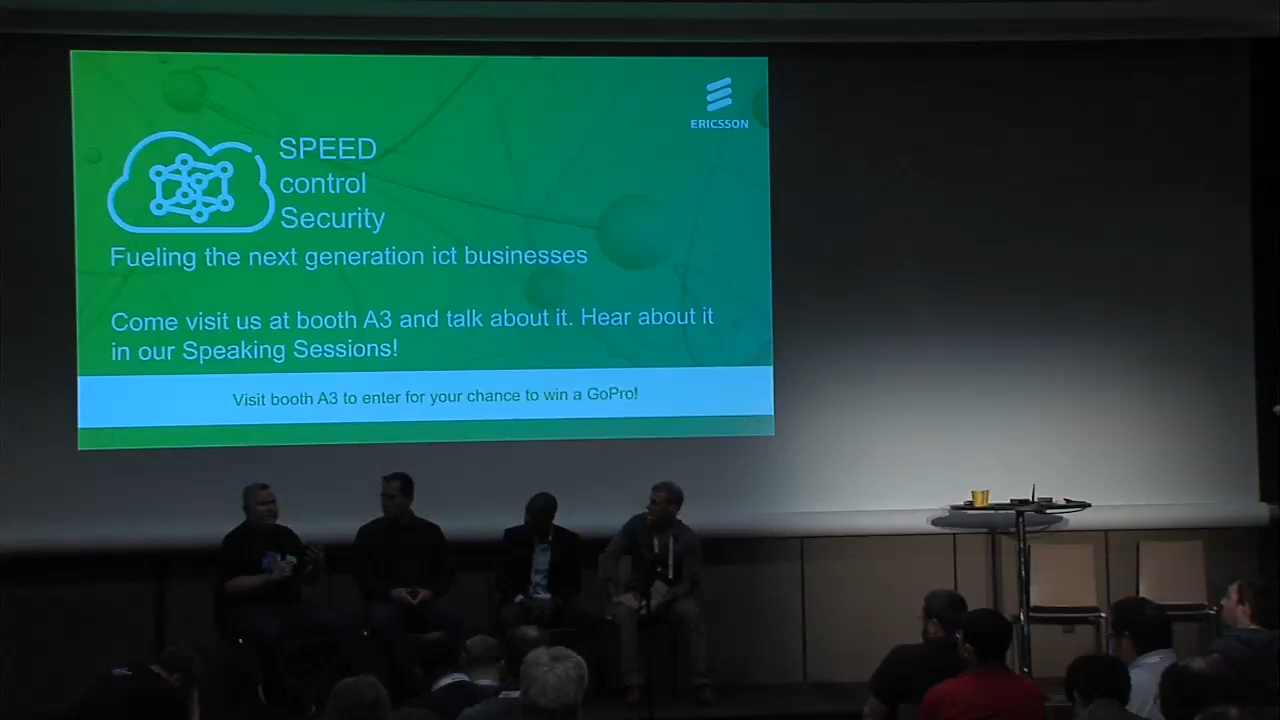 ERICSSON
SPEED
control
Security
Fueling the next generation ict businesses
Come visit us at booth A3 and talk about it. Hear about it
in our Speaking Sessions!
Visit booth A3 to enter for your chance to win a GoPro!